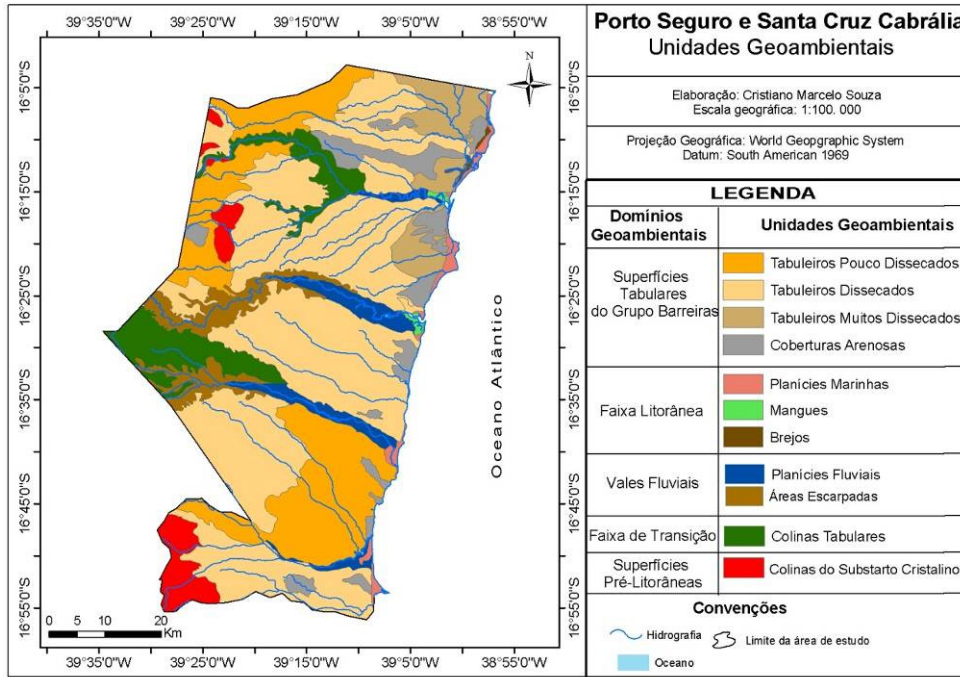 39°35'0"W 39°25'0"W 39°15'0"W 39°5'0"W 38°55'0"W
16°5'0"S 16°15'0"S 16°25'0"S 16°35'0"S 16°45'0"S 16°55'0"S
N
Oceano Atlântico
16°5'0"S 16°15'0"S 16°25'0"S 16°35'0"S 16°45'0"S 16°55'0"S
0 10 20
Km
39°35'0"W 39°25'0"W 39°15'0"W 39°5'0"W 38°55'0"W
Porto Seguro e Santa Cruz Cabrália
Unidades Geoambientais
Elaboração: Cristiano Marcelo Souza
Escala geográfica: 1:100. 000
Projeção Geográfica: World Geopgraphic System
Datum: South American 1969
LEGENDA
Domínios
Geoambientais
Unidades Geoambientais
Superfícies
Tabulares
do Grupo Barreiras
Tabuleiros Pouco Dissecados
Tabuleiros Dissecados
Tabuleiros Muitos Dissecados
Coberturas Arenosas
Faixa Litorânea
Planícies Marinhas
Mangues
Brejos
Vales Fluviais
Planícies Fluviais
Áreas Escarpadas
Faixa de Transição
Colinas Tabulares
Superfícies
Pré-Litorâneas
Colinas do Substarto Cristalino
Convenções
Hidrografia
Limite da área de estudo
Oceano